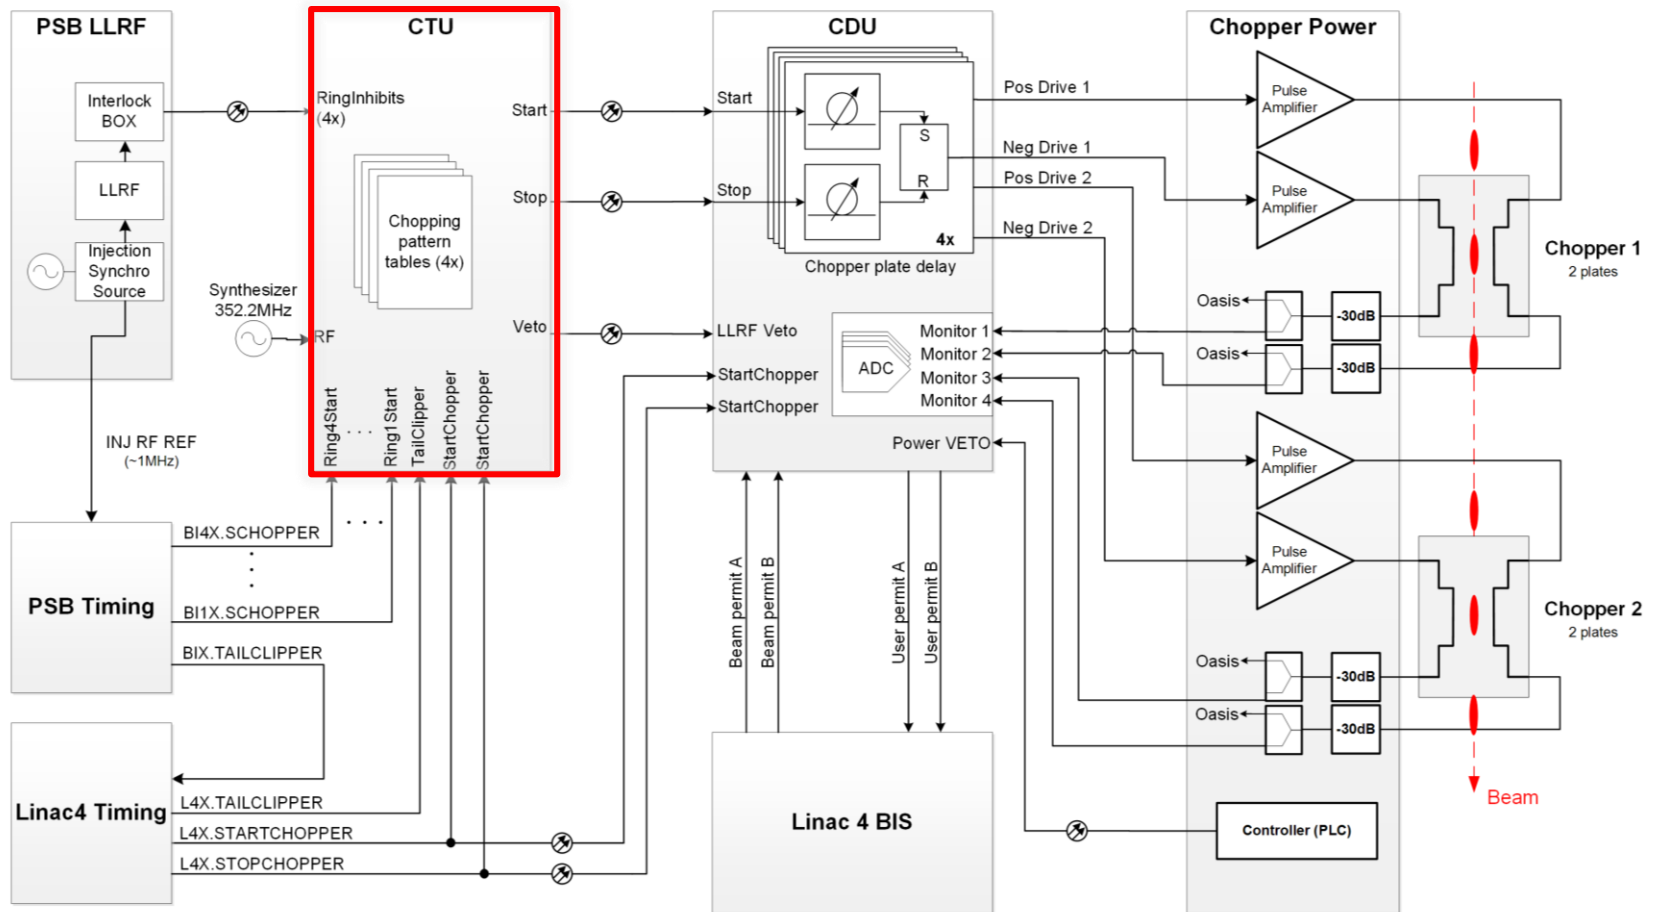 PSB LLRF
Interlock
BOX
LLRF
Injection
Synchro
Source
INJ RF REF
(~1MHz)
Synthesizer
352.2MHz
CTU
RingInhibits
(4x)
Start
Stop
Veto
Chopping
pattern
tables (4x)
RF
Ring4Start
. . .
Ring1Start
TailClipper
StartChopper
StartChopper
CDU
Start
Stop
S
R
4x
Chopper plate delay
LLRF Veto
StartChopper
StartChopper
ADC
Monitor 1
Monitor 2
Monitor 3
Monitor 4
Power VETO
Pos Drive 1
Neg Drive 1
Pos Drive 2
Neg Drive 2
Chopper Power
Pulse
Amplifier
Pulse
Amplifier
Oasis
-30dB
Oasis
-30dB
Chopper 1
2 plates
Pulse
Amplifier
Pulse
Amplifier
Oasis
-30dB
Oasis
-30dB
Chopper 2
2 plates
Beam
Controller (PLC)
PSB Timing
BI4X.SCHOPPER
. . .
BI1X.SCHOPPER
BIX.TAILCLIPPER
Linac4 Timing
L4X.TAILCLIPPER
L4X.STARTCHOPPER
L4X.STOPCHOPPER
Beam permit A
Beam permit B
User permit A
User permit B
Linac 4 BIS